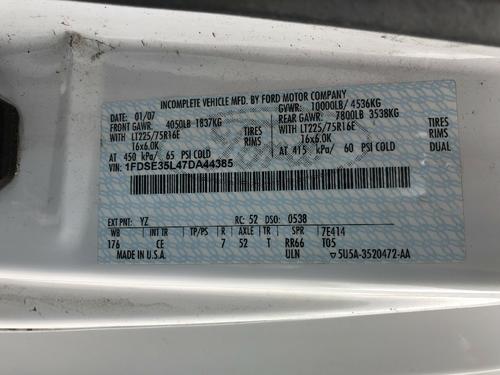 INCOMPLETE VEHICLE MFD. BY FORD MOTOR COMPANY
DATE: 01/07 GVWR: 10000LB/ 4536KG
FRONT GAWR: 4050LB 1837KG REAR GAWR: 7800LB 3538KG
WITH LT225/75R16E TIRES WITH LT225/75R16E TIRES
16x6.0K RIMS 16x6.0K RIMS
AT 450 kPa/ 65 PSI COLD AT 415 kPa/ 60 PSI COLD DUAL
VIN: 1FDSE35L47DA44385
EXT PNT: YZ RC: 52 DSO: 0538
WB INT TR TP/PS R AXLE TR SPR 7E414
176 CE 7 52 T RR66 T05
MADE IN U.S.A. ULN ▽5U5A-3520472-AA